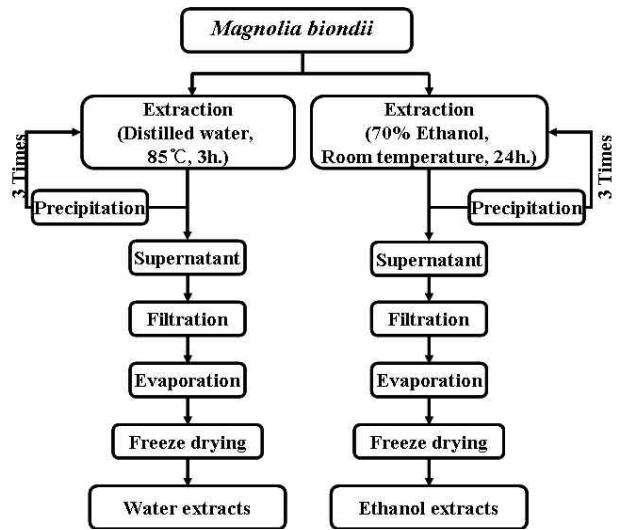 Magnolia biondii
Extraction
(Distilled water,
85℃, 3h.)
3 Times
Precipitation
Supernatant
Filtration
Evaporation
Freeze drying
Water extracts
Extraction
(70% Ethanol,
Room temperature, 24h.)
3 Times
Precipitation
Supernatant
Filtration
Evaporation
Freeze drying
Ethanol extracts